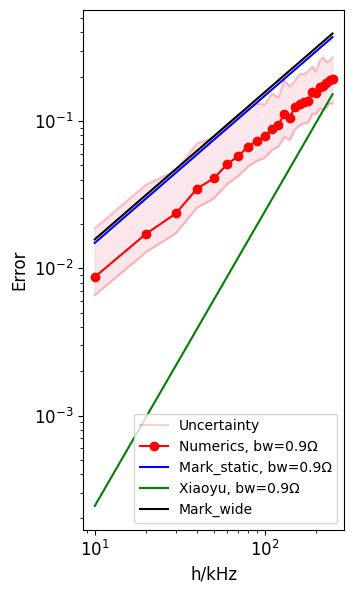 Error
10⁻¹
10⁻²
10⁻³
Uncertainty
Numerics, bw=0.9Ω
Mark_static, bw=0.9Ω
Xiaoyu, bw=0.9Ω
Mark_wide
10¹
10²
h/kHz